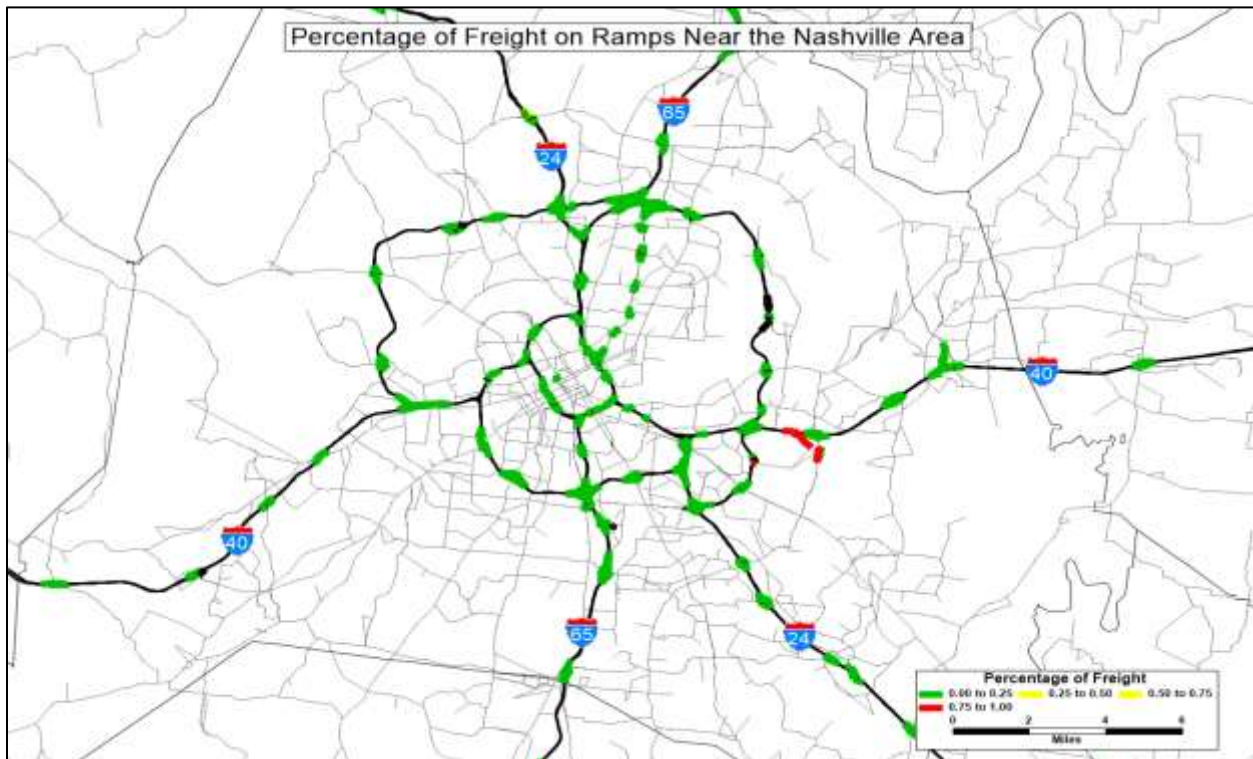 Percentage of Freight on Ramps Near the Nashville Area
65
24
40
40
65
24
Percentage of Freight
0.00 to 0.25 0.25 to 0.50 0.50 to 0.75
0.75 to 1.00
0 2 4 6
Miles